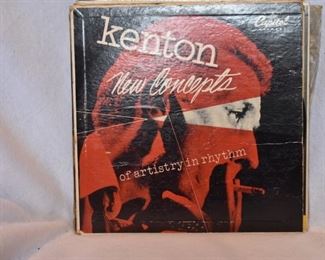 kenton
Capitol
New Concepts
of artistry in rhythm